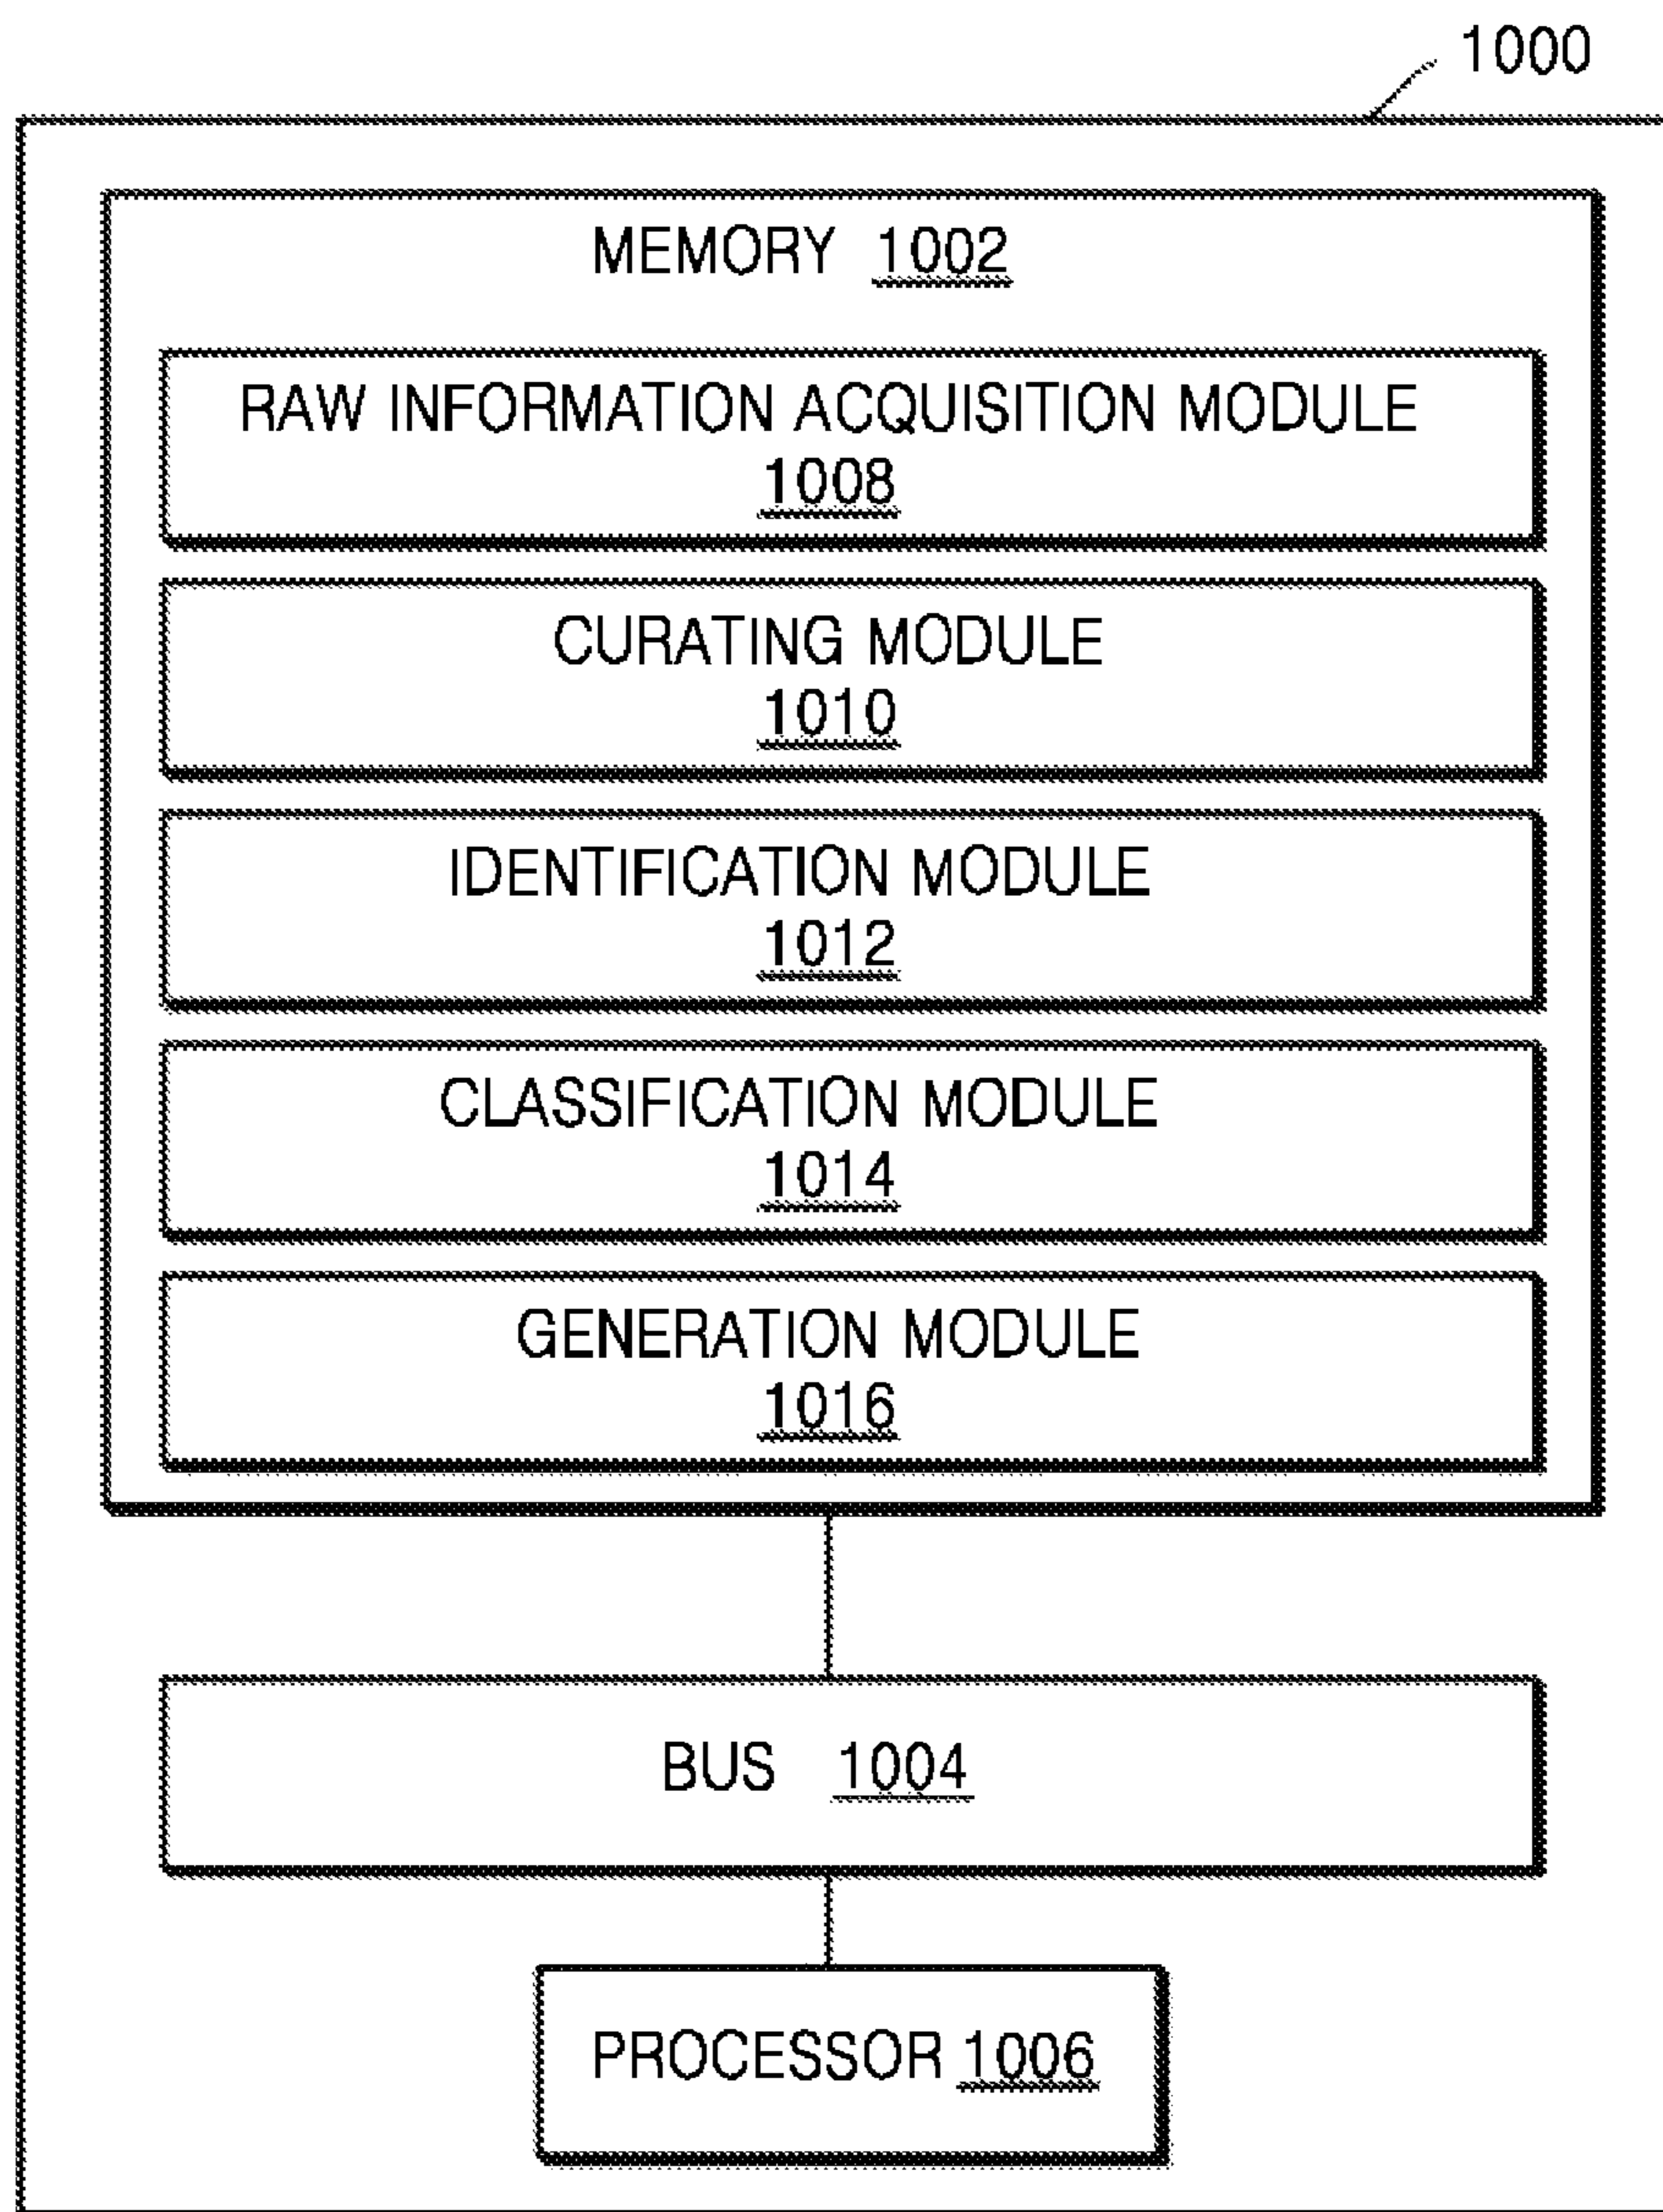 1000
MEMORY 1002
RAW INFORMATION ACQUISITION MODULE
1008
CURATING MODULE
1010
IDENTIFICATION MODULE
1012
CLASSIFICATION MODULE
1014
GENERATION MODULE
1016
BUS 1004
PROCESSOR 1006